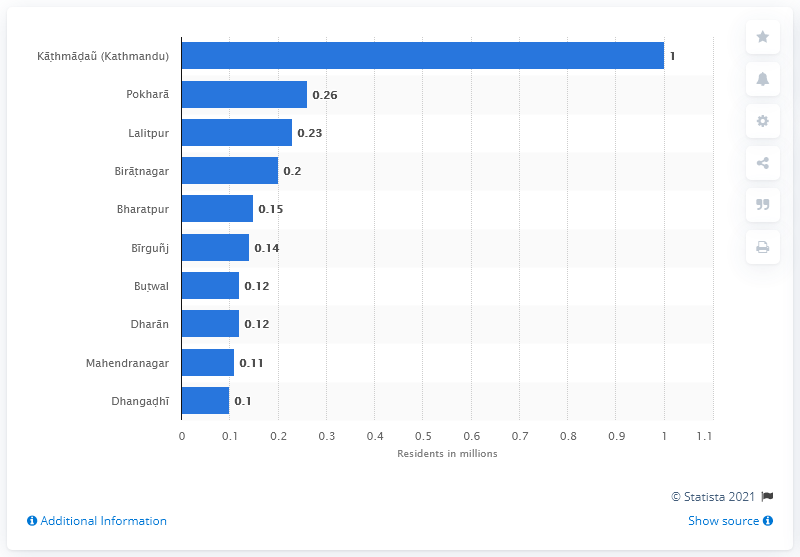 Kāṭhmāḍaũ (Kathmandu) 1
Pokharā 0.26
Lalitpur 0.23
Birāṭnagar 0.2
Bharatpur 0.15
Bīrguñj 0.14
Buṭwal 0.12
Dharān 0.12
Mahendranagar 0.11
Dhangaḍhī 0.1
0 0.1 0.2 0.3 0.4 0.5 0.6 0.7 0.8 0.9 1 1.1
Residents in millions
© Statista 2021
Additional Information Show source